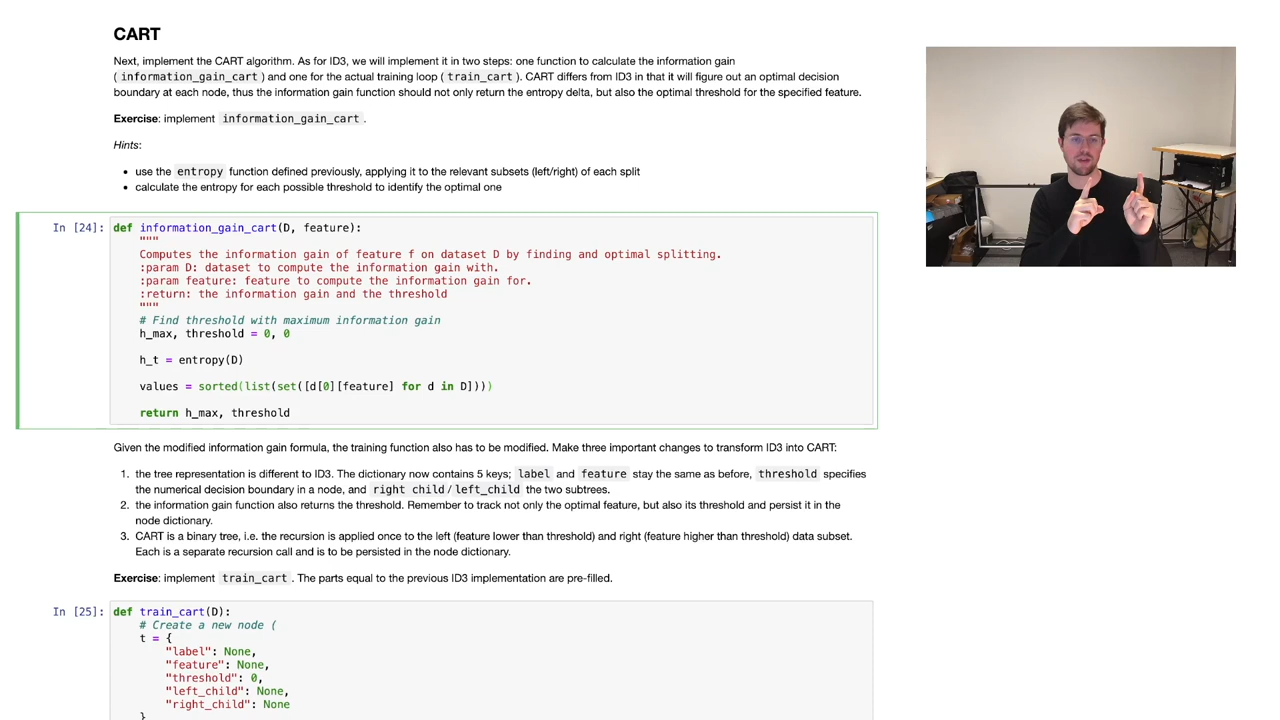 CART
Next, implement the CART algorithm. As for ID3, we will implement it in two steps: one function to calculate the information gain
( information_gain_cart ) and one for the actual training loop ( train_cart ). CART differs from ID3 in that it will figure out an optimal decision
boundary at each node, thus the information gain function should not only return the entropy delta, but also the optimal threshold for the specified feature.
Exercise: implement information_gain_cart .
Hints:
• use the entropy function defined previously, applying it to the relevant subsets (left/right) of each split
• calculate the entropy for each possible threshold to identify the optimal one
In [24]: def information_gain_cart(D, feature):
"""
Computes the information gain of feature f on dataset D by finding and optimal splitting.
:param D: dataset to compute the information gain with.
:param feature: feature to compute the information gain for.
:return: the information gain and the threshold
"""
# Find threshold with maximum information gain
h_max, threshold = 0, 0
h_t = entropy(D)
values = sorted(list(set([d[0][feature] for d in D])))
return h_max, threshold
Given the modified information gain formula, the training function also has to be modified. Make three important changes to transform ID3 into CART:
1. the tree representation is different to ID3. The dictionary now contains 5 keys; label and feature stay the same as before, threshold specifies
the numerical decision boundary in a node, and right child / left_child the two subtrees.
2. the information gain function also returns the threshold. Remember to track not only the optimal feature, but also its threshold and persist it in the
node dictionary.
3. CART is a binary tree, i.e. the recursion is applied once to the left (feature lower than threshold) and right (feature higher than threshold) data subset.
Each is a separate recursion call and is to be persisted in the node dictionary.
Exercise: implement train_cart . The parts equal to the previous ID3 implementation are pre-filled.
In [25]: def train_cart(D):
# Create a new node (
t = {
"label": None,
"feature": None,
"threshold": 0,
"left_child": None,
"right_child": None
}